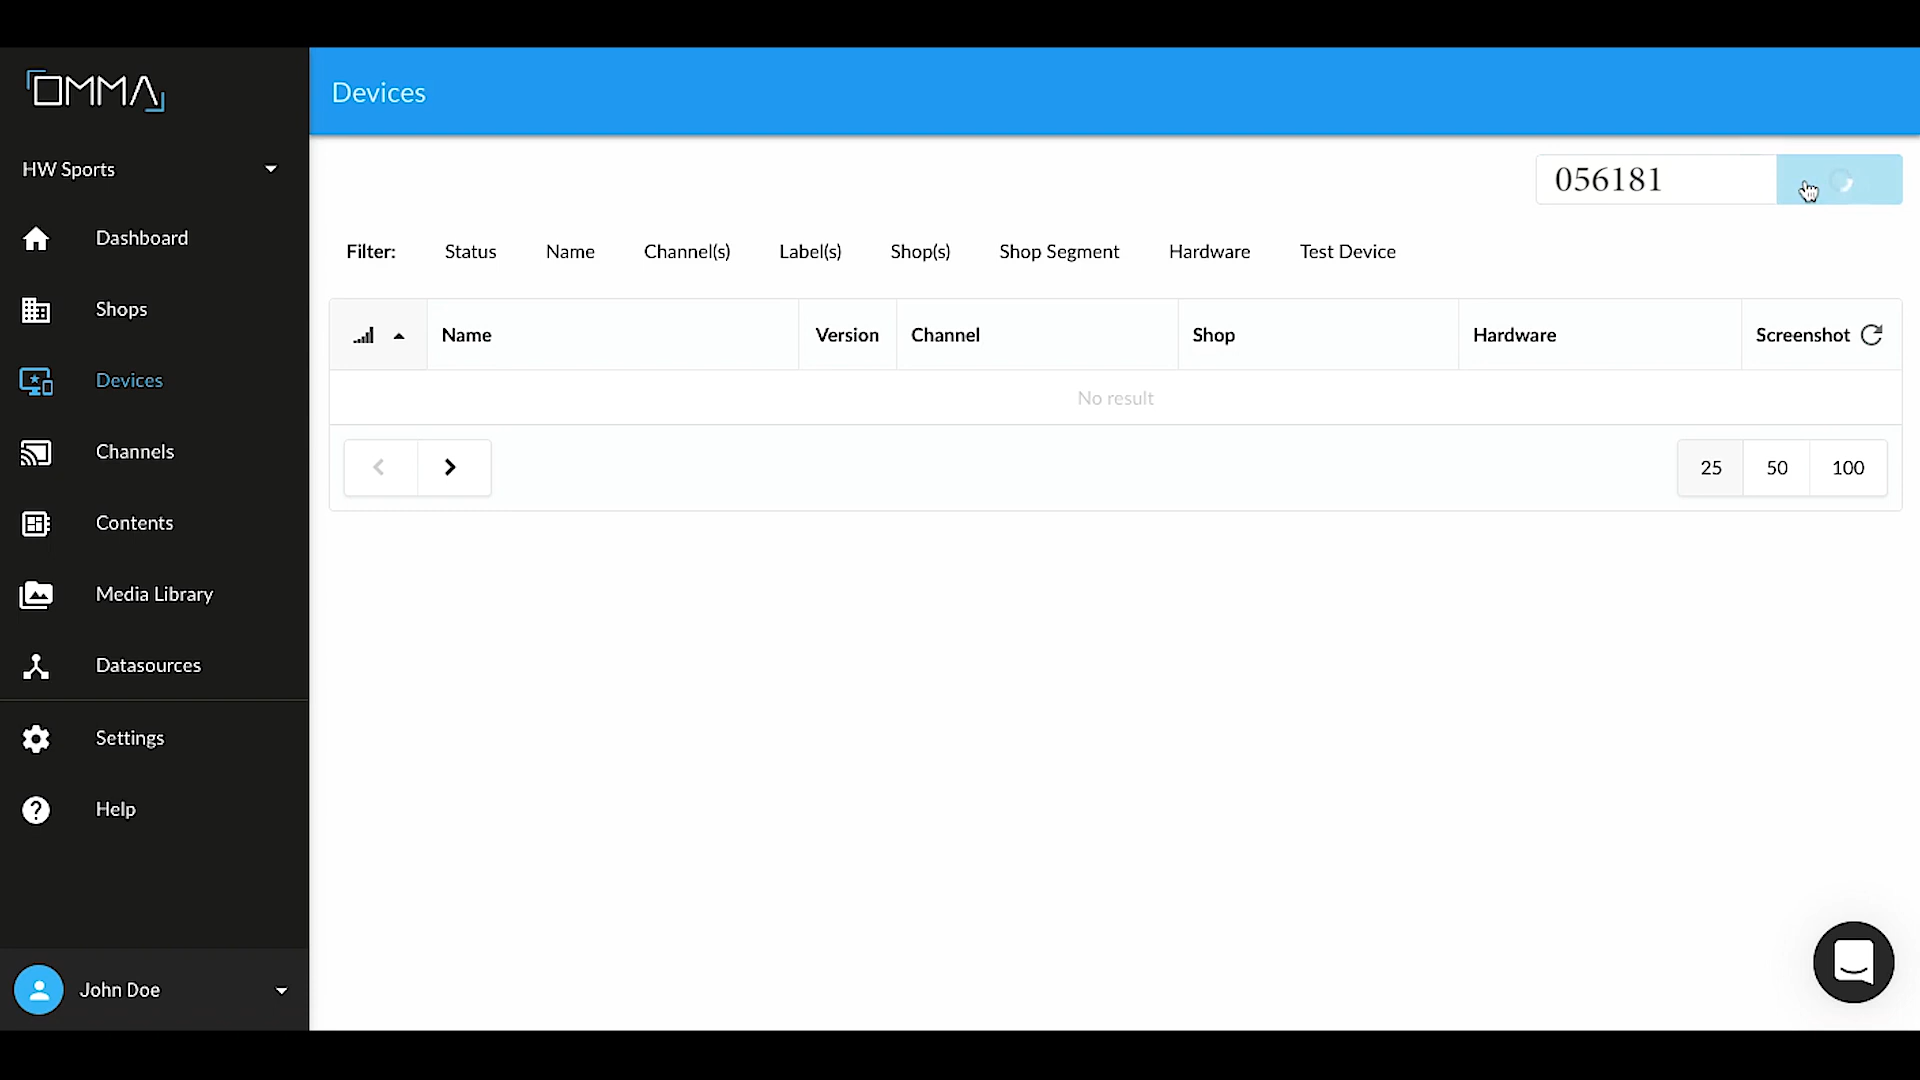 OMMA
Devices
HW Sports
056181
Dashboard
Filter: Status Name Channel(s) Label(s) Shop(s) Shop Segment Hardware Test Device
Shops
Name Version Channel Shop Hardware Screenshot
Devices
No result
Channels
25 50 100
Contents
Media Library
Datasources
Settings
Help
John Doe